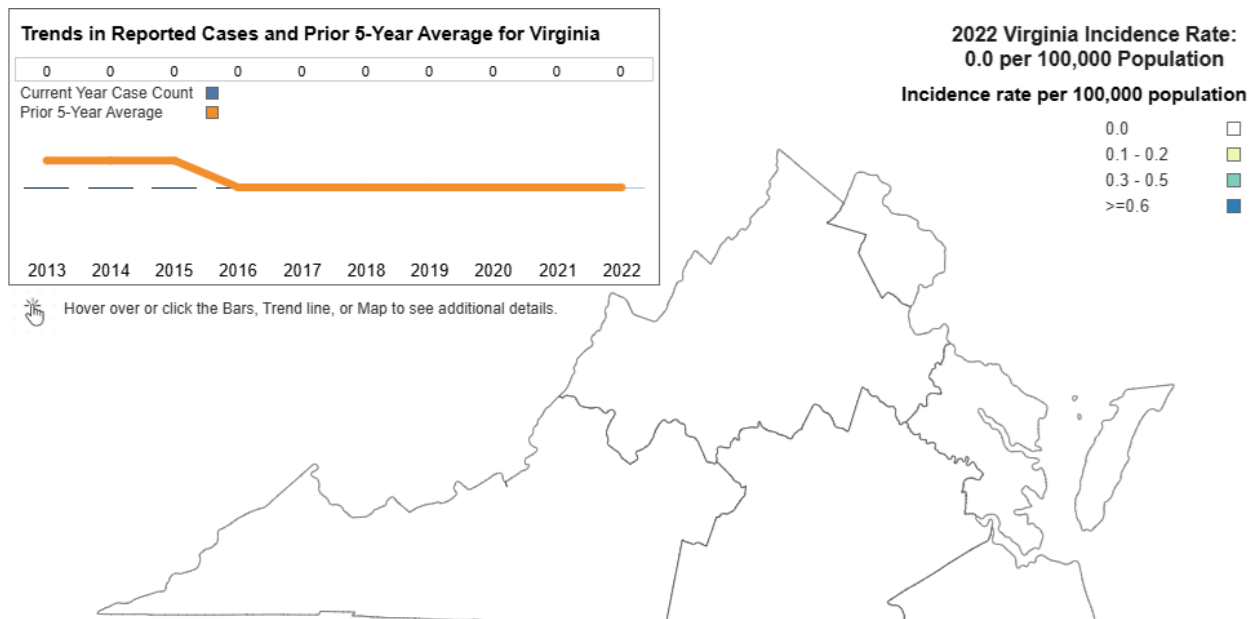 Trends in Reported Cases and Prior 5-Year Average for Virginia
0 0 0 0 0 0 0 0 0 0
Current Year Case Count
Prior 5-Year Average
2013 2014 2015 2016 2017 2018 2019 2020 2021 2022
Hover over or click the Bars, Trend line, or Map to see additional details.
2022 Virginia Incidence Rate:
0.0 per 100,000 Population
Incidence rate per 100,000 population
0.0
0.1 - 0.2
0.3 - 0.5
>=0.6